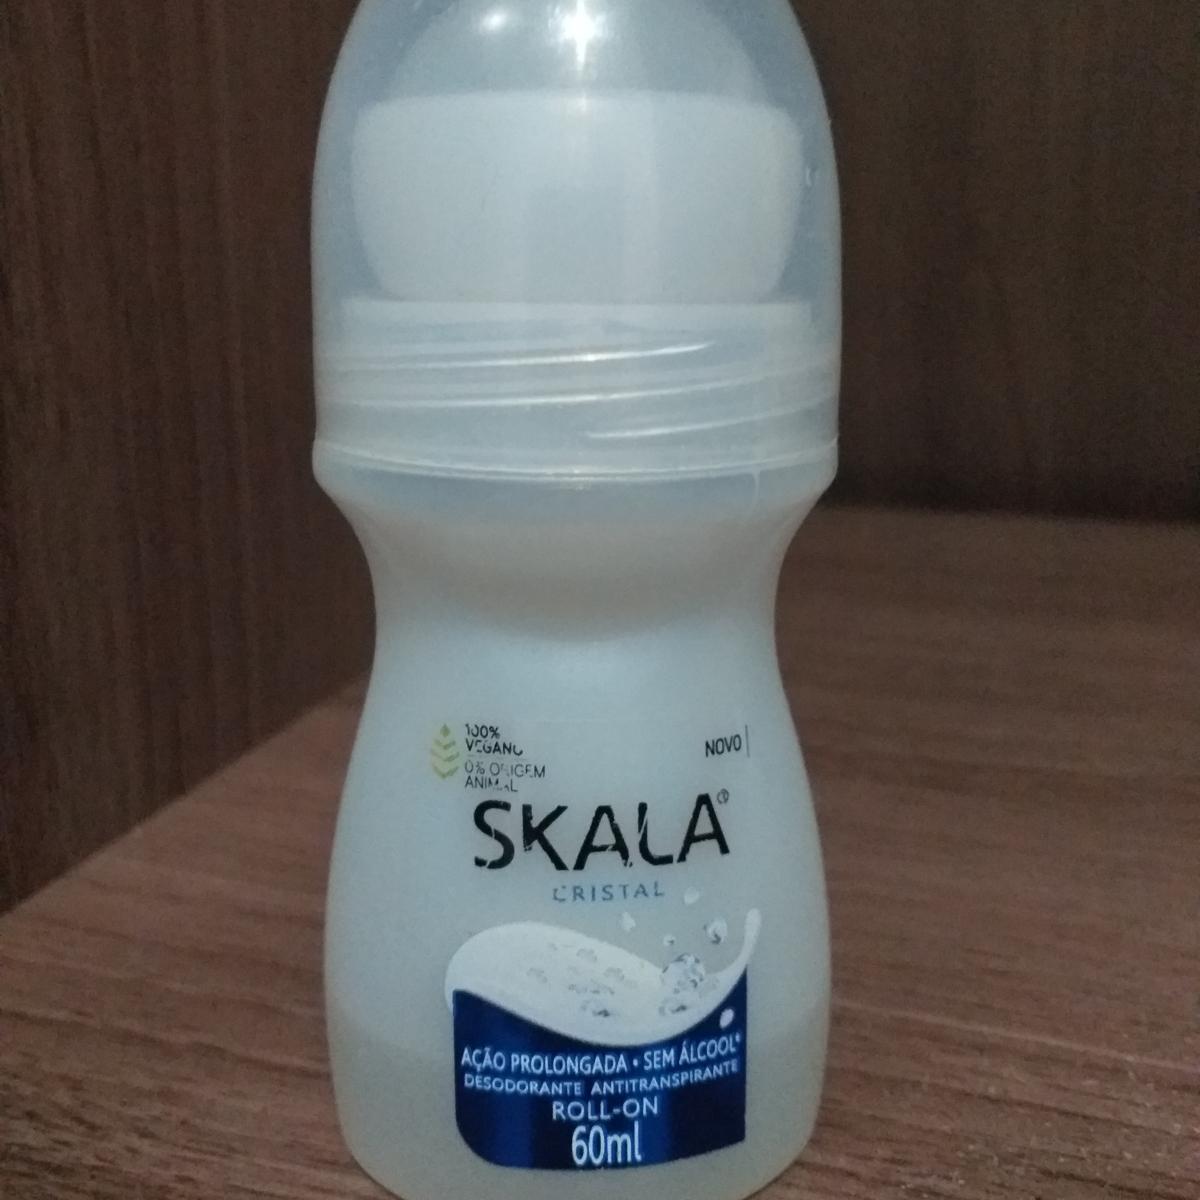 100%
VEGANO
0% ORIGEM
ANIMAL
NOVO
SKALA®
CRISTAL
AÇÃO PROLONGADA • SEM ÁLCOOL*
DESODORANTE ANTITRANSPIRANTE
ROLL-ON
60ml